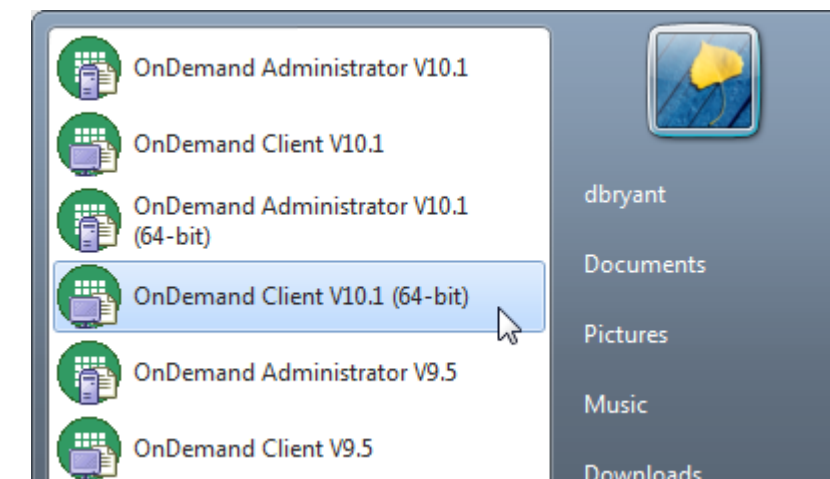 OnDemand Administrator V10.1
OnDemand Client V10.1
OnDemand Administrator V10.1
(64-bit)
OnDemand Client V10.1 (64-bit)
OnDemand Administrator V9.5
OnDemand Client V9.5
dbryant
Documents
Pictures
Music
Downloads